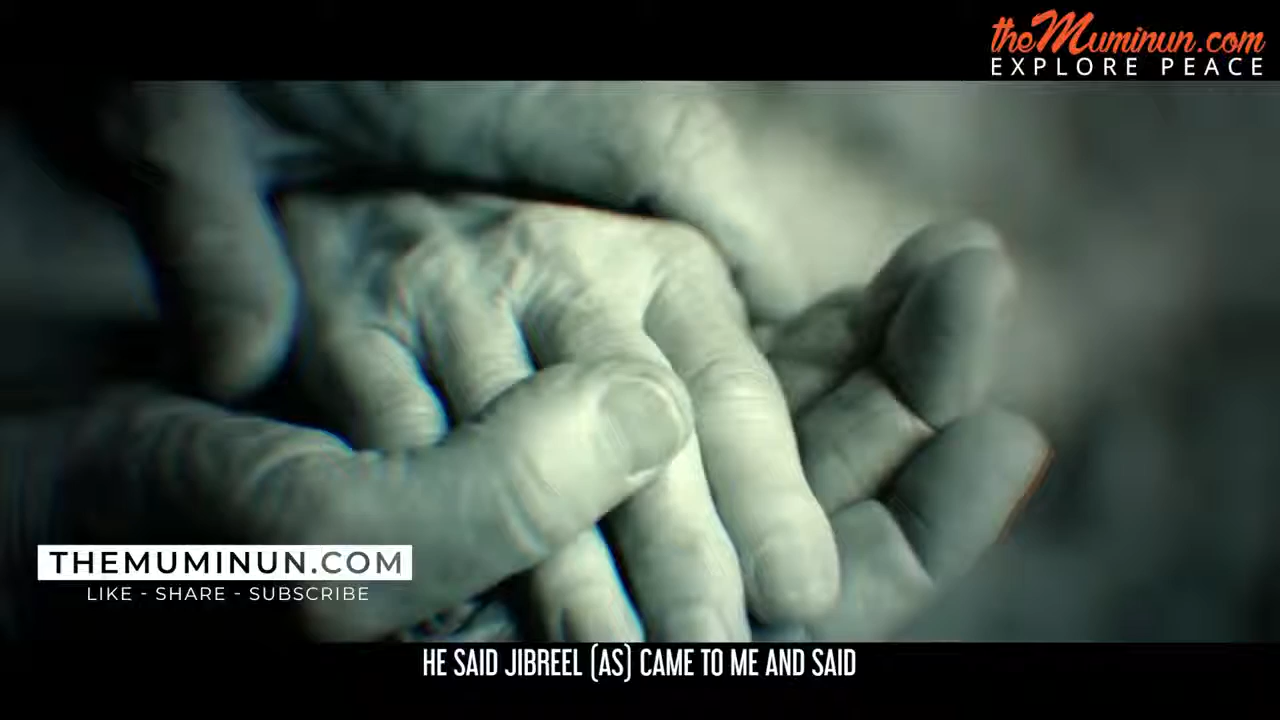 theMuminun.com
EXPLORE PEACE
THEMUMINUN.COM
LIKE - SHARE - SUBSCRIBE
HE SAID JIBREEL (AS) CAME TO ME AND SAID